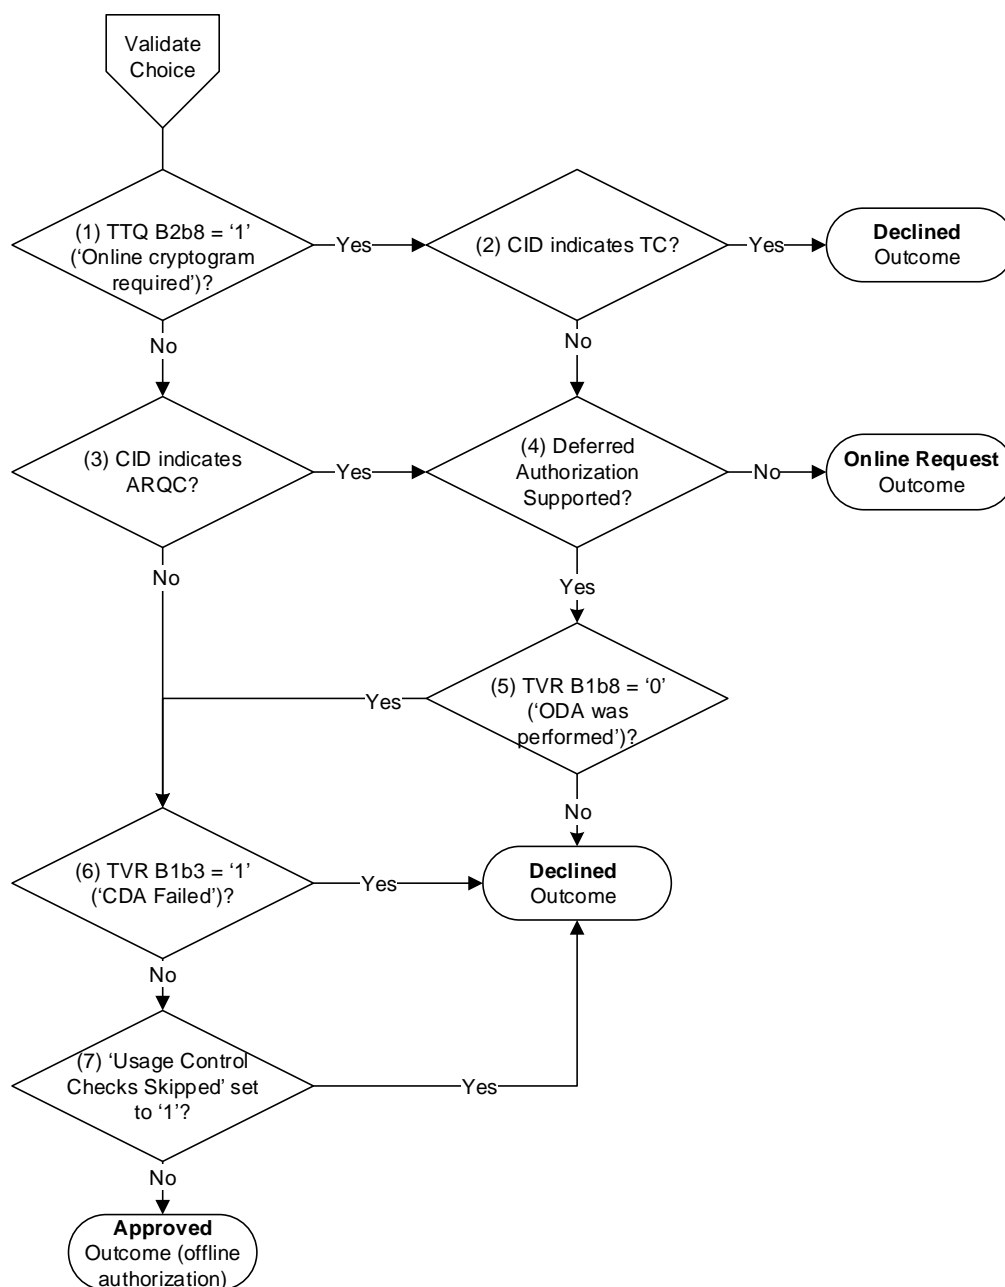 Validate
Choice
(1) TTQ B2b8 = ‘1’
(‘Online cryptogram
required’)?
Yes
(2) CID indicates TC?
Yes
Declined
Outcome
No
No
(3) CID indicates
ARQC?
Yes
(4) Deferred
Authorization
Supported?
No
Online Request
Outcome
No
Yes
(5) TVR B1b8 = ‘0’
(‘ODA was
performed’)?
Yes
No
(6) TVR B1b3 = ‘1’
(‘CDA Failed’)?
Yes
Declined
Outcome
No
(7) ‘Usage Control
Checks Skipped’ set
to ‘1’?
Yes
No
Approved
Outcome (offline
authorization)